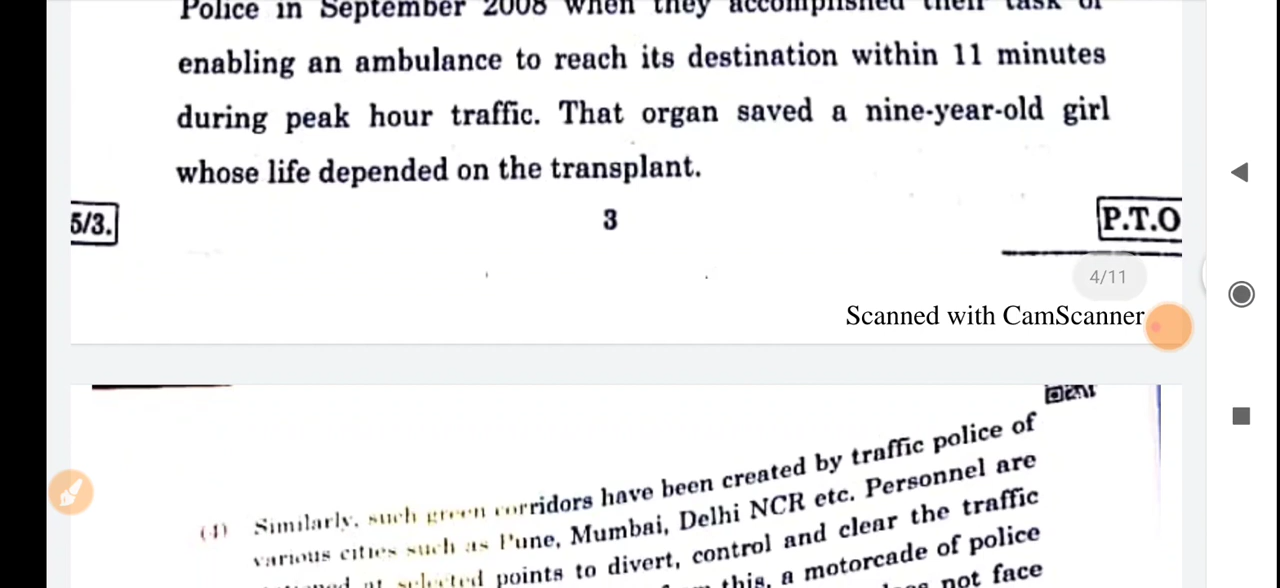 Police in September 2008 when they accomplished their task of
enabling an ambulance to reach its destination within 11 minutes
during peak hour traffic. That organ saved a nine-year-old girl
whose life depended on the transplant.
5/3.
3
P.T.O
4/11
Scanned with CamScanner
(4) Similarly, such green corridors have been created by traffic police of
various cities such as Pune, Mumbai, Delhi NCR etc. Personnel are
at selected points to divert, control and clear the traffic
this, a motorcade of police
not face